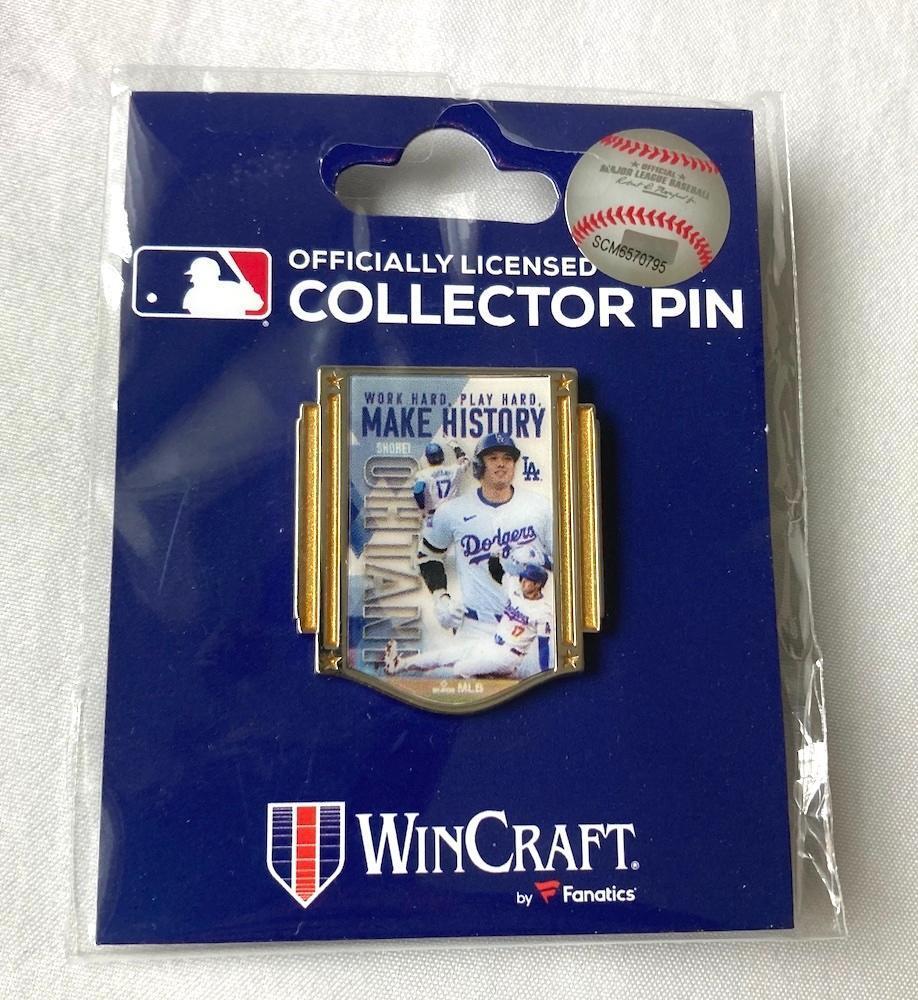 OFFICIAL
MAJOR LEAGUE BASEBALL
SCM6570795
OFFICIALLY LICENSED
COLLECTOR PIN
WORK HARD, PLAY HARD,
MAKE HISTORY
SHOHEI
OHTANI
17
LA
Dodgers
Dodgers
17
MLB
WINCRAFT®
by Fanatics